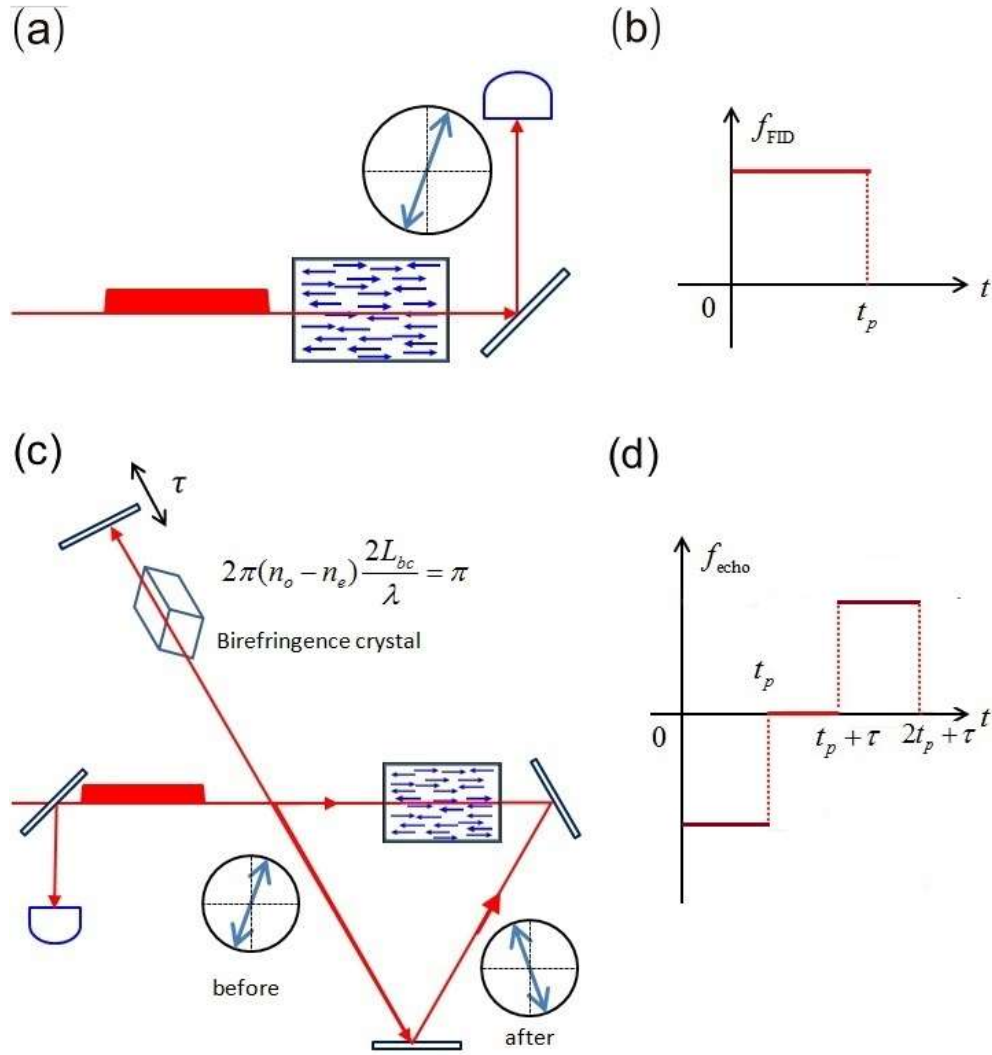 (a)
(b)
f_FID
0
t_p
t
(c)
(d)
τ
2π(n_o − n_e) 2L_bc/λ = π
Birefringence crystal
f_echo
t_p
0
t_p + τ
2t_p + τ
t
before
after